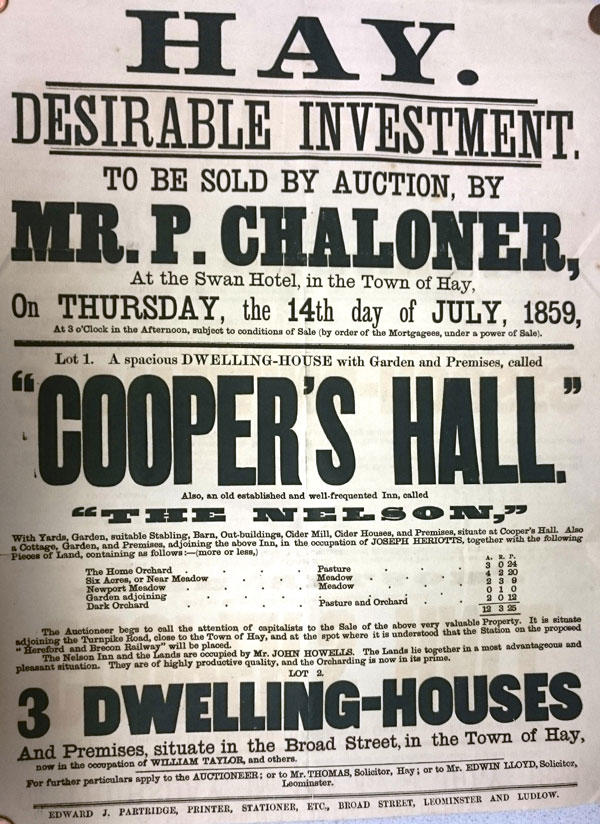 HAY.
DESIRABLE INVESTMENT.
TO BE SOLD BY AUCTION, BY
MR. P. CHALONER,
At the Swan Hotel, in the Town of Hay,
On THURSDAY, the 14th day of JULY, 1859,
At 3 o'Clock in the Afternoon, subject to conditions of Sale (by order of the Mortgagees, under a power of Sale).
Lot 1. A spacious DWELLING-HOUSE with Garden and Premises, called
"COOPER'S HALL."
Also, an old established and well-frequented Inn, called
"THE NELSON,"
With Yards, Garden, suitable Stabling, Barn, Out-buildings, Cider Mill, Cider Houses, and Premises, situate at Cooper's Hall. Also
a Cottage, Garden, and Premises, adjoining the above Inn, in the occupation of JOSEPH HERIOTTS, together with the following
Pieces of Land, containing as follows:—(more or less,)
A. R. P.
The Home Orchard . Pasture . . . . 3 0 24
Six Acres, or Near Meadow . Meadow . . . . 4 2 20
Newport Meadow . Meadow . . . . 2 3 9
Garden adjoining . . . . 0 1 0
Dark Orchard . . Pasture and Orchard . . 2 0 12
12 3 25
The Auctioneer begs to call the attention of capitalists to the Sale of the above very valuable Property. It is situate
adjoining the Turnpike Road, close to the Town of Hay, and at the spot where it is understood that the Station on the proposed
"Hereford and Brecon Railway" will be placed.
The Nelson Inn and the Lands are occupied by Mr. JOHN HOWELLS. The Lands lie together in a most advantageous and
pleasant situation. They are of highly productive quality, and the Orcharding is now in its prime.
LOT 2.
3 DWELLING-HOUSES
And Premises, situate in the Broad Street, in the Town of Hay,
now in the occupation of WILLIAM TAYLOR, and others.
For further particulars apply to the AUCTIONEER; or to Mr. THOMAS, Solicitor, Hay; or to Mr. EDWIN LLOYD, Solicitor,
Leominster.
EDWARD J. PARTRIDGE, PRINTER, STATIONER, ETC., BROAD STREET, LEOMINSTER AND LUDLOW.